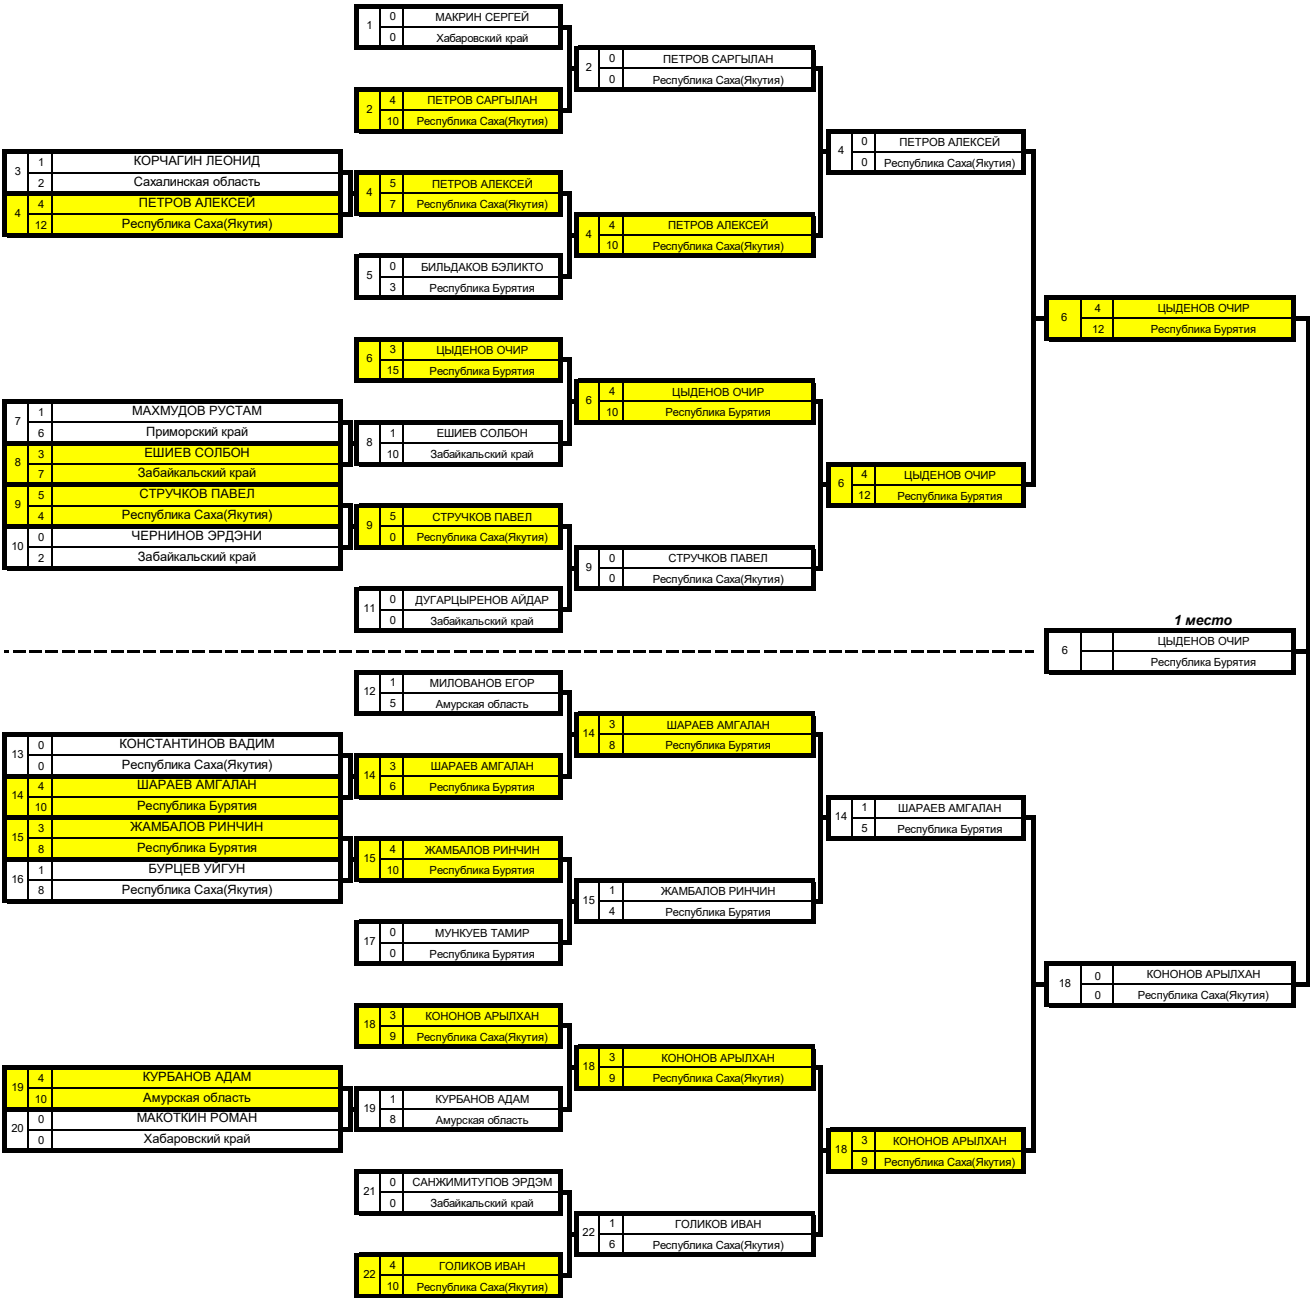 1 0 МАКРИН СЕРГЕЙ
0 Хабаровский край
2 0 ПЕТРОВ САРГЫЛАН
0 Республика Саха(Якутия)
2 4 ПЕТРОВ САРГЫЛАН
10 Республика Саха(Якутия)
4 0 ПЕТРОВ АЛЕКСЕЙ
0 Республика Саха(Якутия)
3 1 КОРЧАГИН ЛЕОНИД
2 Сахалинская область
4 4 ПЕТРОВ АЛЕКСЕЙ
12 Республика Саха(Якутия)
4 5 ПЕТРОВ АЛЕКСЕЙ
7 Республика Саха(Якутия)
4 4 ПЕТРОВ АЛЕКСЕЙ
10 Республика Саха(Якутия)
5 0 БИЛЬДАКОВ БЭЛИКТО
3 Республика Бурятия
6 4 ЦЫДЕНОВ ОЧИР
12 Республика Бурятия
6 3 ЦЫДЕНОВ ОЧИР
15 Республика Бурятия
6 4 ЦЫДЕНОВ ОЧИР
10 Республика Бурятия
7 1 МАХМУДОВ РУСТАМ
6 Приморский край
8 3 ЕШИЕВ СОЛБОН
7 Забайкальский край
8 1 ЕШИЕВ СОЛБОН
10 Забайкальский край
6 4 ЦЫДЕНОВ ОЧИР
12 Республика Бурятия
9 5 СТРУЧКОВ ПАВЕЛ
4 Республика Саха(Якутия)
10 0 ЧЕРНИНОВ ЭРДЭНИ
2 Забайкальский край
9 5 СТРУЧКОВ ПАВЕЛ
0 Республика Саха(Якутия)
9 0 СТРУЧКОВ ПАВЕЛ
0 Республика Саха(Якутия)
11 0 ДУГАРЦЫРЕНОВ АЙДАР
0 Забайкальский край
1 место
6 ЦЫДЕНОВ ОЧИР
Республика Бурятия
12 1 МИЛОВАНОВ ЕГОР
5 Амурская область
14 3 ШАРАЕВ АМГАЛАН
8 Республика Бурятия
13 0 КОНСТАНТИНОВ ВАДИМ
0 Республика Саха(Якутия)
14 4 ШАРАЕВ АМГАЛАН
10 Республика Бурятия
14 3 ШАРАЕВ АМГАЛАН
6 Республика Бурятия
14 1 ШАРАЕВ АМГАЛАН
5 Республика Бурятия
15 3 ЖАМБАЛОВ РИНЧИН
8 Республика Бурятия
16 1 БУРЦЕВ УЙГУН
8 Республика Саха(Якутия)
15 4 ЖАМБАЛОВ РИНЧИН
10 Республика Бурятия
15 1 ЖАМБАЛОВ РИНЧИН
4 Республика Бурятия
17 0 МУНКУЕВ ТАМИР
0 Республика Бурятия
18 0 КОНОНОВ АРЫЛХАН
0 Республика Саха(Якутия)
18 3 КОНОНОВ АРЫЛХАН
9 Республика Саха(Якутия)
18 3 КОНОНОВ АРЫЛХАН
9 Республика Саха(Якутия)
19 4 КУРБАНОВ АДАМ
10 Амурская область
20 0 МАКОТКИН РОМАН
0 Хабаровский край
19 1 КУРБАНОВ АДАМ
8 Амурская область
18 3 КОНОНОВ АРЫЛХАН
9 Республика Саха(Якутия)
21 0 САНЖИМИТУПОВ ЭРДЭМ
0 Забайкальский край
22 1 ГОЛИКОВ ИВАН
6 Республика Саха(Якутия)
22 4 ГОЛИКОВ ИВАН
10 Республика Саха(Якутия)